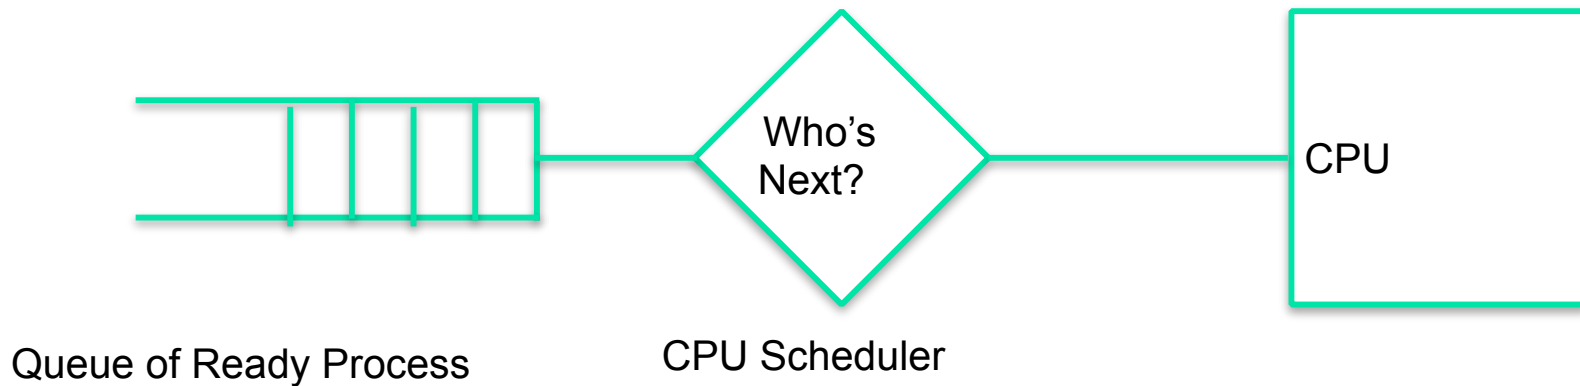 Who’s
Next?
CPU
Queue of Ready Process
CPU Scheduler